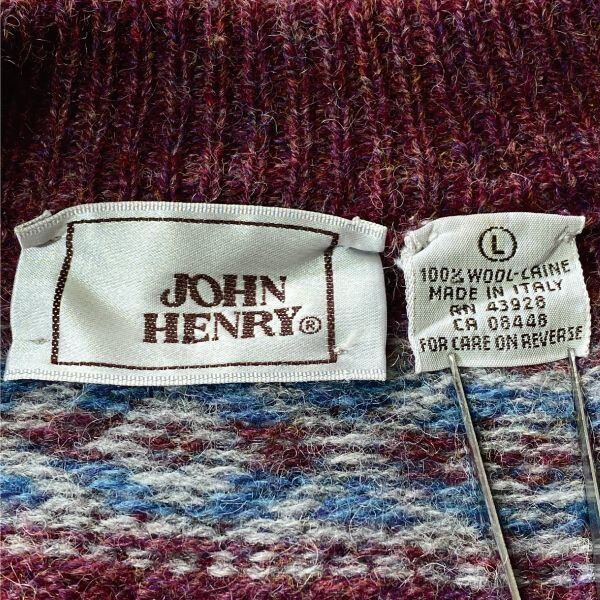 JOHN
HENRY®
L
100% WOOL-LAINE
MADE IN ITALY
RN 43928
CA 08448
FOR CARE ON REVERSE